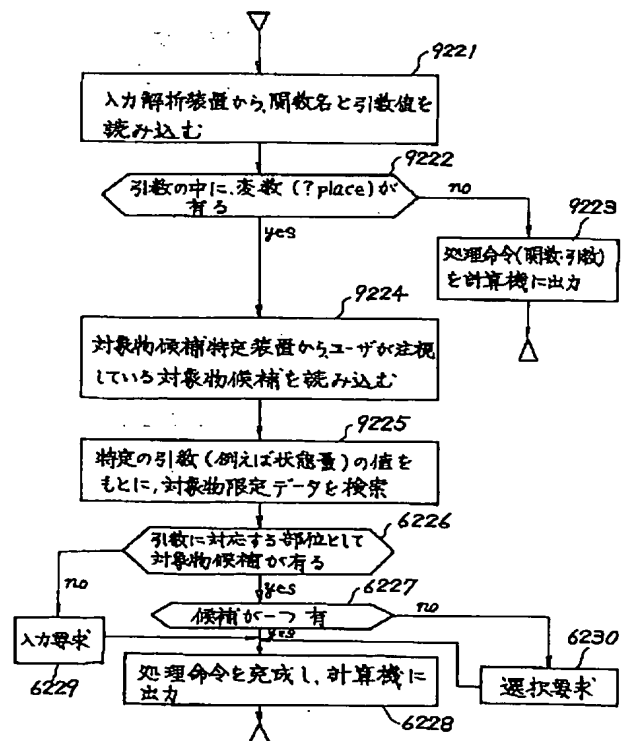 9221
入力解析装置から、関数名と引数値を
読み込む
9222
引数の中に、変数(?place)が
有る
no
yes
9223
処理命令(関数・引数)
を計算機に出力
9224
対象物候補特定装置から、ユーザが注視
している対象物候補を読み込む
9225
特定の引数(例えば状態量)の値を
もとに、対象物限定データを検索
6226
引数に対応する部位として
対象物候補が有る
no
yes
6227
候補が一つ有
no
yes
入力要求
6229
6230
選択要求
処理命令を完成し、計算機に
出力
6228